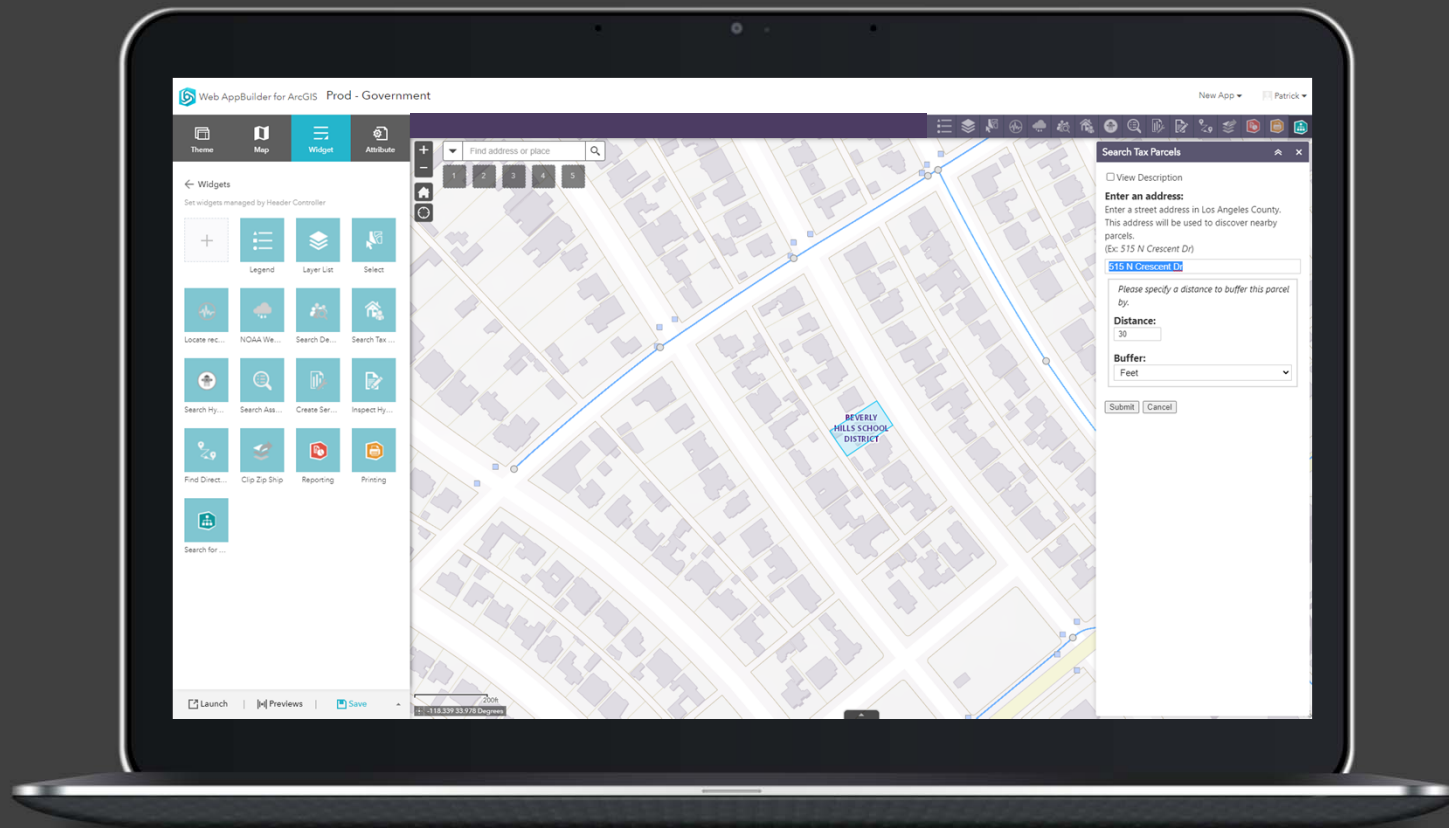 Web AppBuilder for ArcGIS Prod - Government
New App
Patrick
Theme
Map
Widget
Attribute
Widgets
Set widgets managed by Header Controller
Legend
Layer List
Select
Locate rec...
NOAA We...
Search De...
Search Tax ...
Search Hy...
Search Ass...
Create Ser...
Inspect Hy...
Find Direct...
Clip Zip Ship
Reporting
Printing
Search for ...
Launch
Previews
Save
+
−
Find address or place
1 2 3 4 5
BEVERLY
HILLS SCHOOL
DISTRICT
200ft
-118.339 33.978 Degrees
Search Tax Parcels
View Description
Enter an address:
Enter a street address in Los Angeles County.
This address will be used to discover nearby
parcels.
(Ex: 515 N Crescent Dr)
515 N Crescent Dr
Please specify a distance to buffer this parcel
by.
Distance:
30
Buffer:
Feet
Submit
Cancel